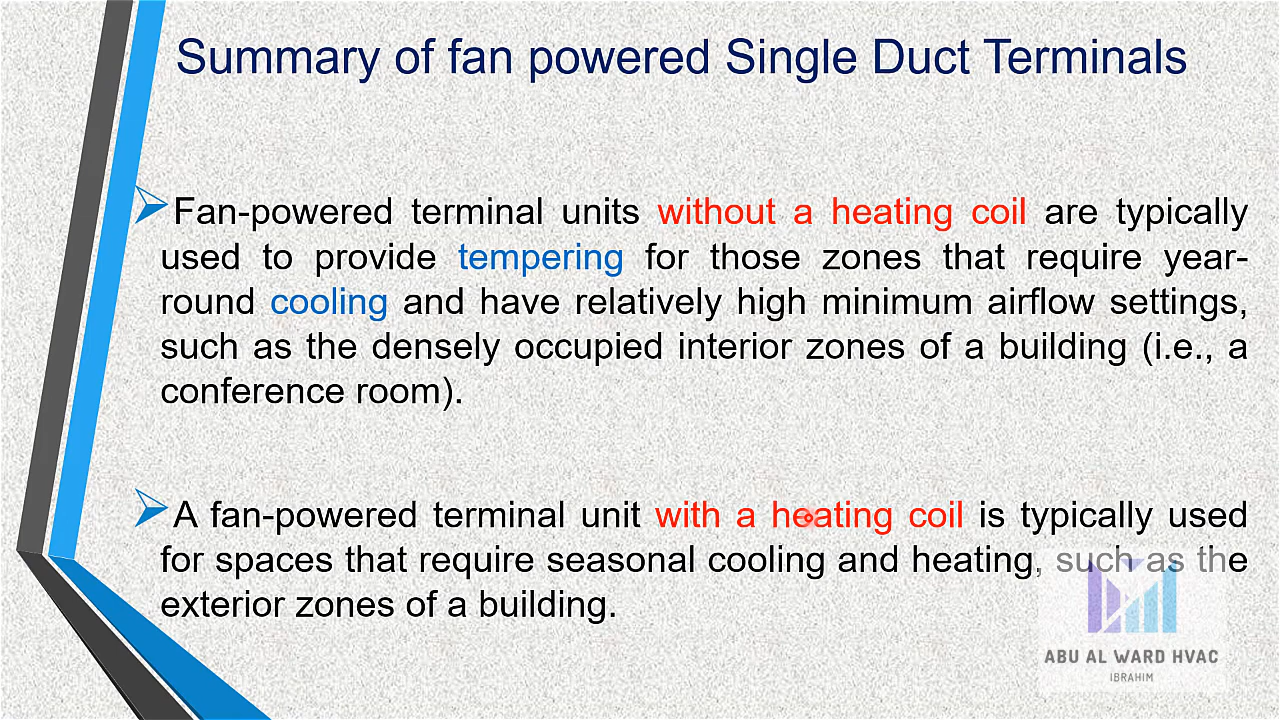 Summary of fan powered Single Duct Terminals
Fan-powered terminal units without a heating coil are typically
used to provide tempering for those zones that require year-
round cooling and have relatively high minimum airflow settings,
such as the densely occupied interior zones of a building (i.e., a
conference room).
A fan-powered terminal unit with a heating coil is typically used
for spaces that require seasonal cooling and heating, such as the
exterior zones of a building.
ABU AL WARD HVAC
IBRAHIM